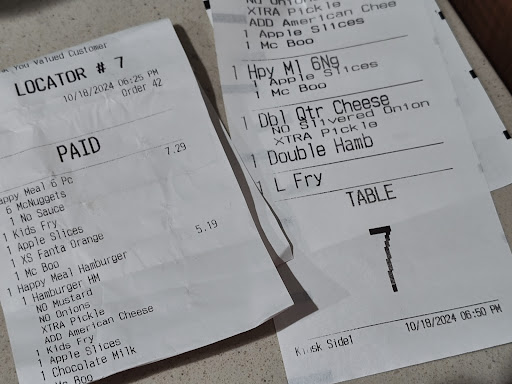 You Valued Customer
LOCATOR # 7
10/18/2024 06:25 PM
Order 42
PAID
Happy Meal 6 Pc 7.29
6 McNuggets
1 No Sauce
1 Kids Fry
1 Apple Slices
1 XS Fanta Orange
1 Mc Boo
1 Happy Meal Hamburger 5.19
1 Hamburger HM
NO Mustard
NO Onions
XTRA Pickle
ADD American Cheese
1 Kids Fry
1 Apple Slices
1 Chocolate Milk
Mc Boo
NO Onions
XTRA Pickle
ADD American Chee
1 Apple Slices
1 Mc Boo
1 Hpy Ml 6Ng
1 Apple Slices
1 Mc Boo
1 Dbl Qtr Cheese
NO Slivered Onion
XTRA Pickle
1 Double Hamb
1 L Fry
TABLE
7
Kiosk Side1
10/18/2024 06:50 PM